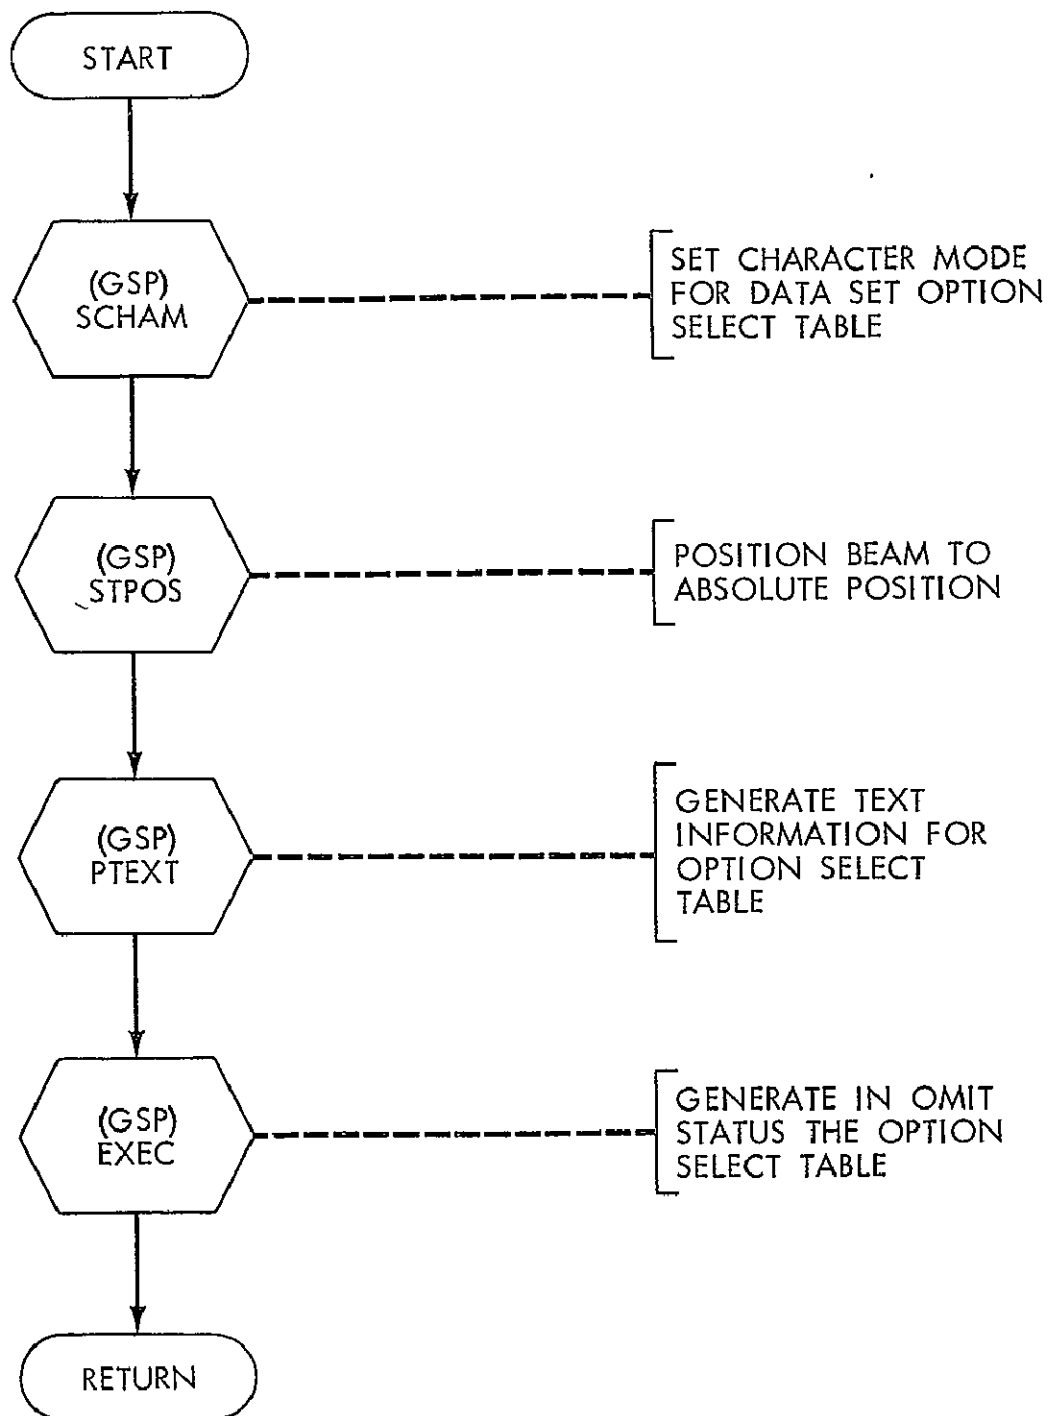 START
(GSP)
SCHAM
SET CHARACTER MODE
FOR DATA SET OPTION
SELECT TABLE
(GSP)
STPOS
POSITION BEAM TO
ABSOLUTE POSITION
(GSP)
PTEXT
GENERATE TEXT
INFORMATION FOR
OPTION SELECT
TABLE
(GSP)
EXEC
GENERATE IN OMIT
STATUS THE OPTION
SELECT TABLE
RETURN